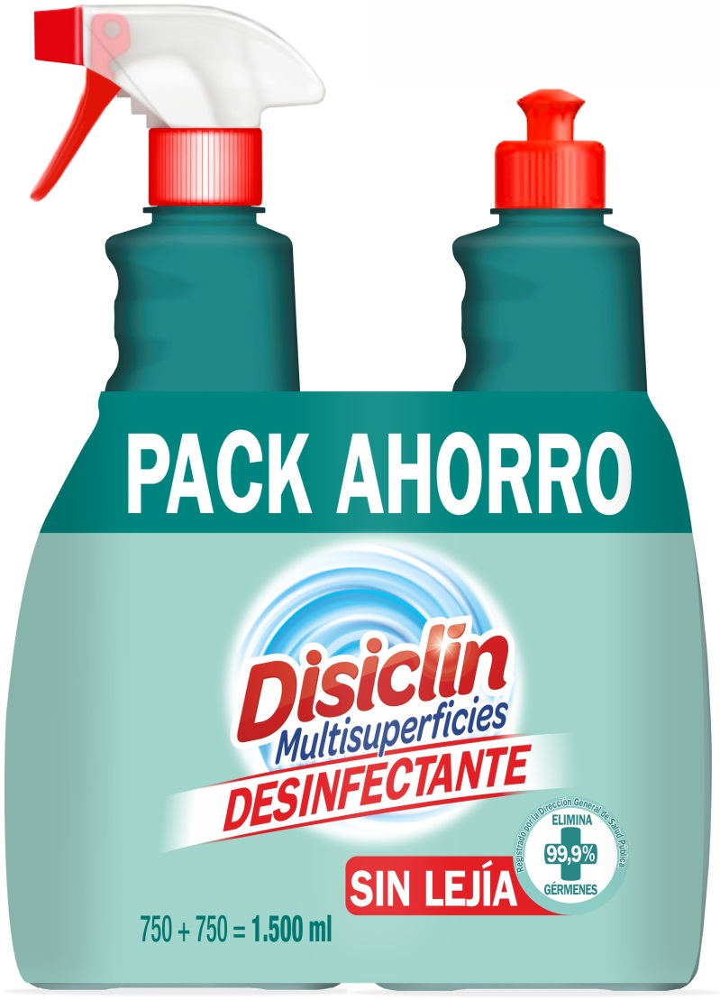 PACK AHORRO
Disiclin
Multisuperficies
DESINFECTANTE
Registrado por la Dirección General de Salud Pública
ELIMINA
99,9%
GÉRMENES
SIN LEJÍA
750 + 750 = 1.500 ml